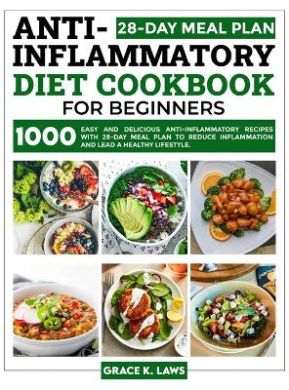 ANTI-
28-DAY MEAL PLAN
INFLAMMATORY
DIET COOKBOOK
FOR BEGINNERS
1000
EASY AND DELICIOUS ANTI-INFLAMMATORY RECIPES
WITH 28-DAY MEAL PLAN TO REDUCE INFLAMMATION
AND LEAD A HEALTHY LIFESTYLE.
GRACE K. LAWS